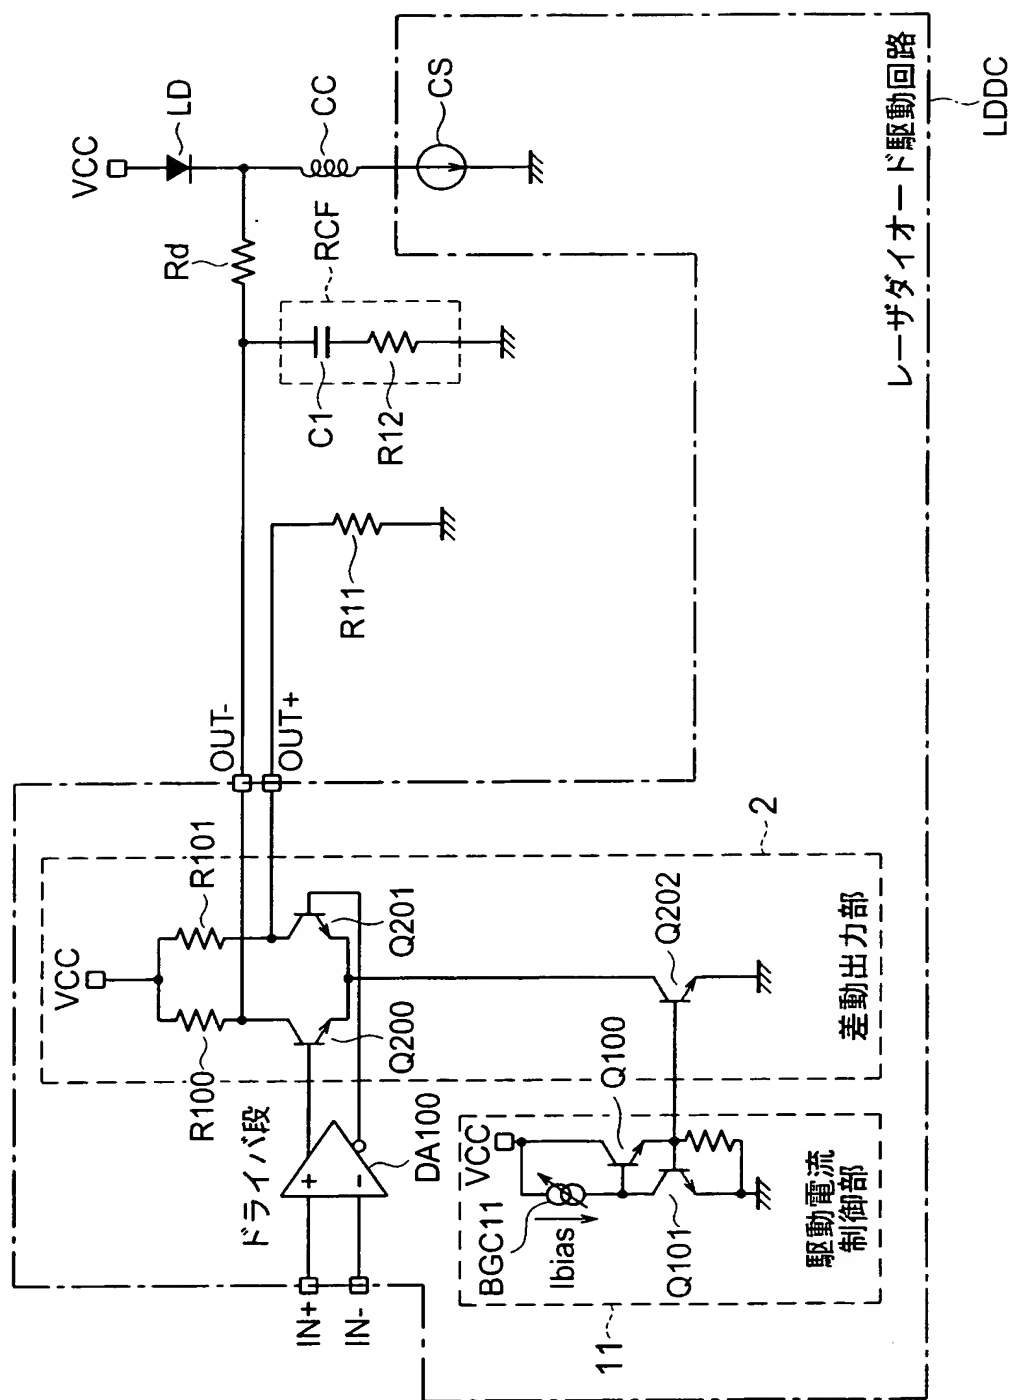 VCC
LD
Rd
CC
RCF
C1
R12
CS
OUT-
OUT+
R11
レーザダイオード駆動回路
LDDC
VCC
R100
R101
Q200
Q201
Q202
2
差動出力部
ドライバ段
IN+
IN-
+
-
DA100
VCC
BGC11
Ibias
Q100
Q101
駆動電流
制御部
11